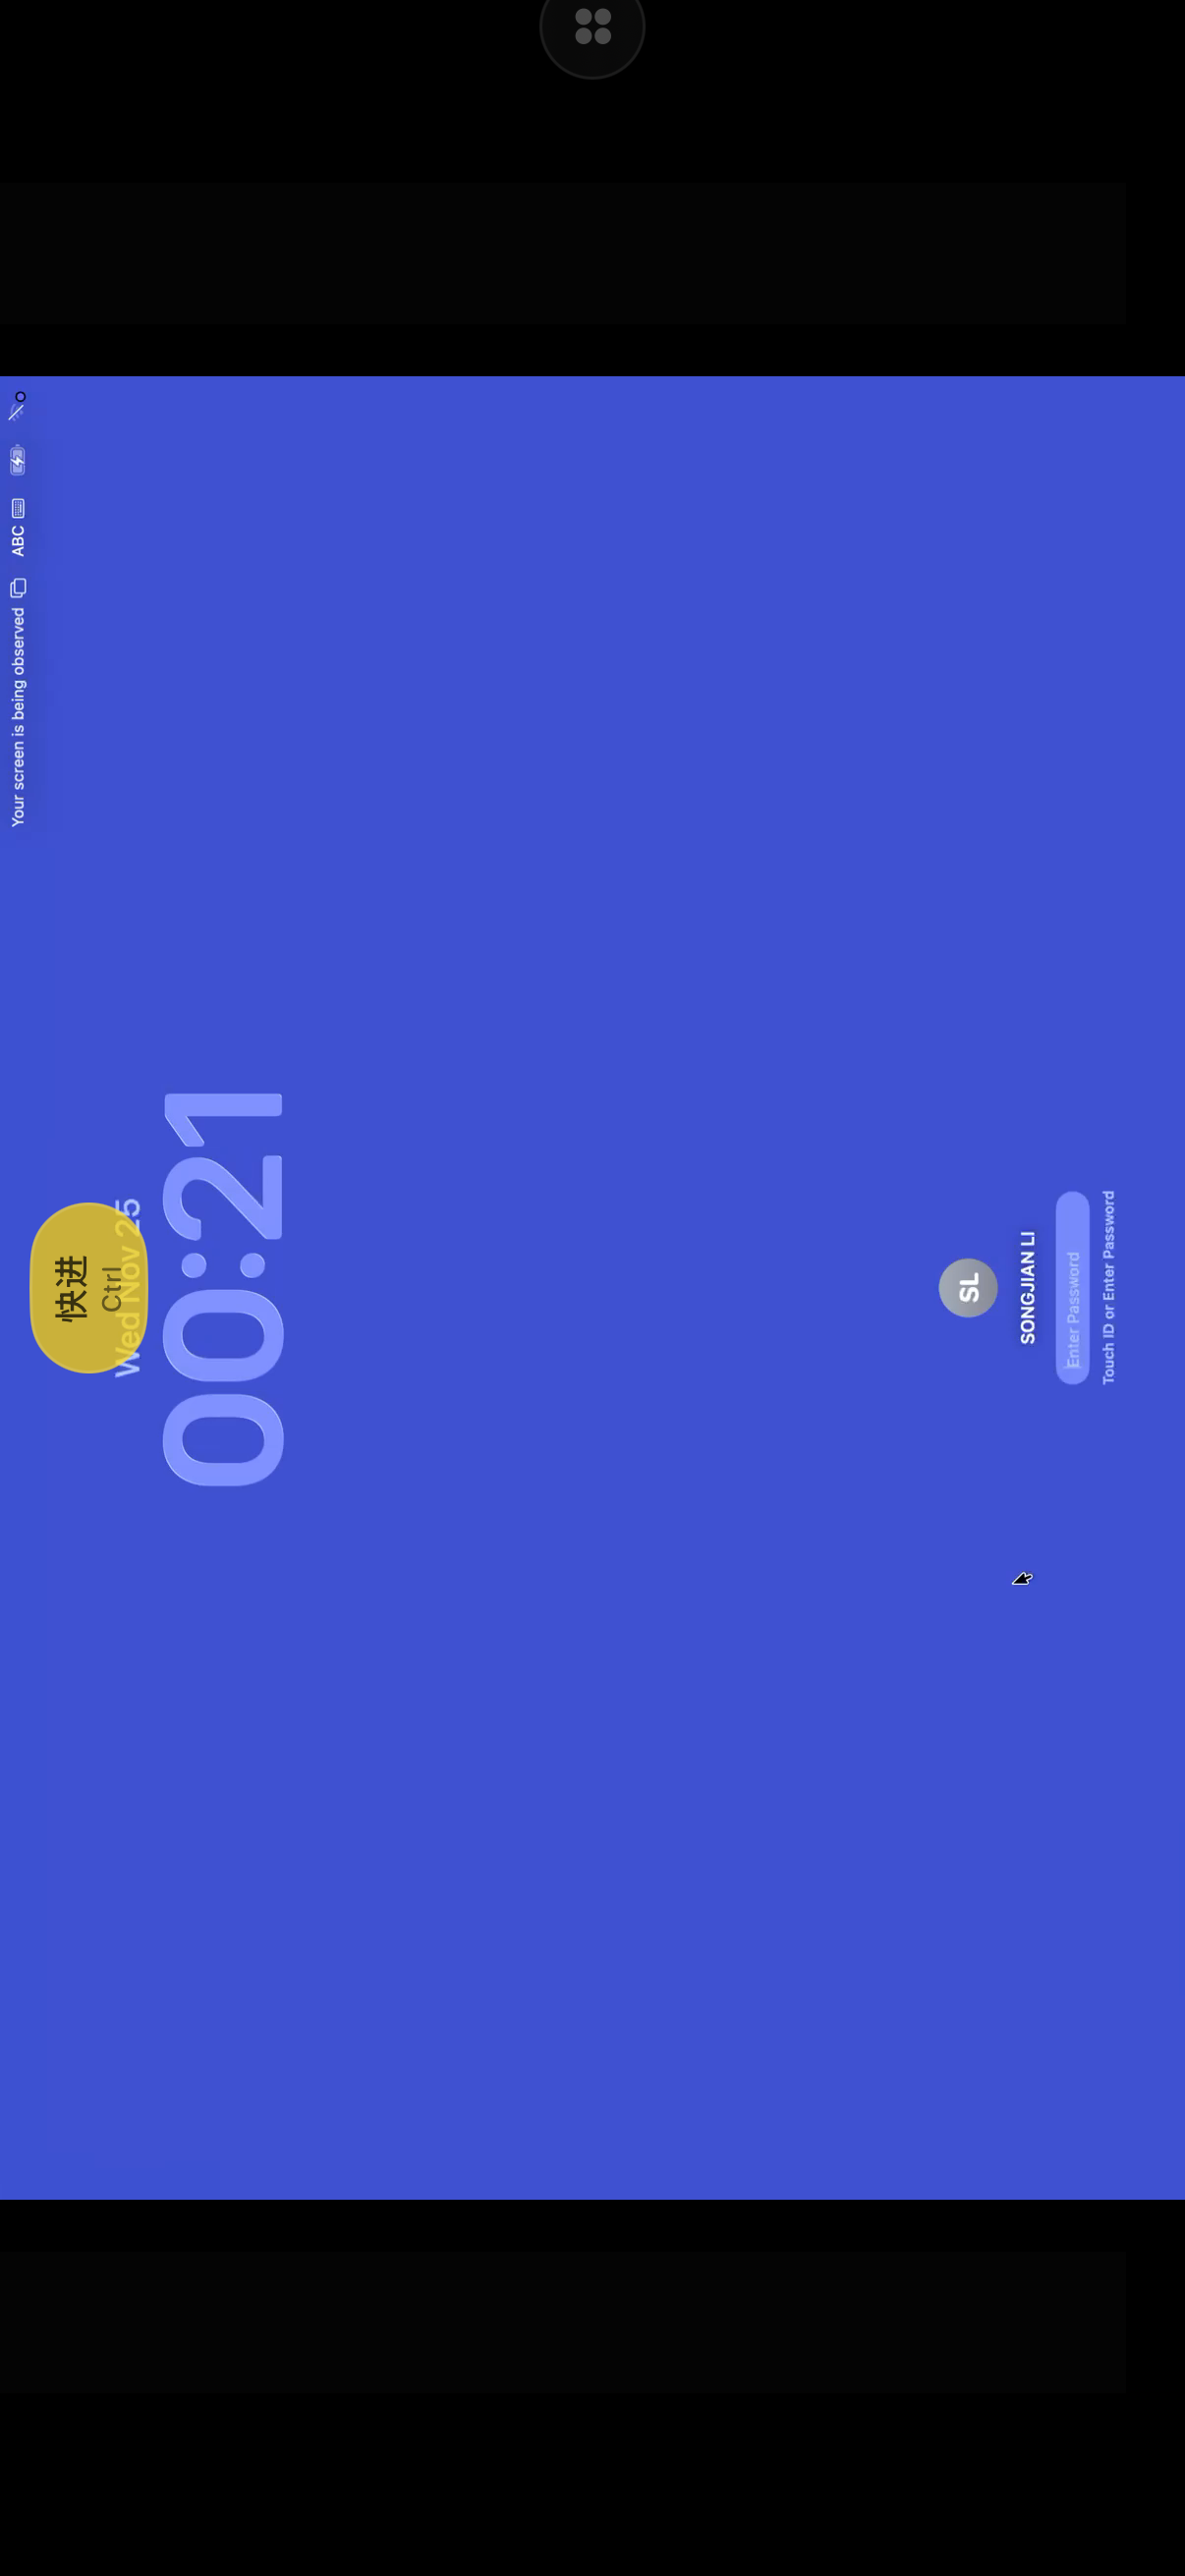 Your screen is being observed
ABC
快进
Ctrl
Wed Nov 25
00:21
SL
SONGJIAN LI
Enter Password
Touch ID or Enter Password